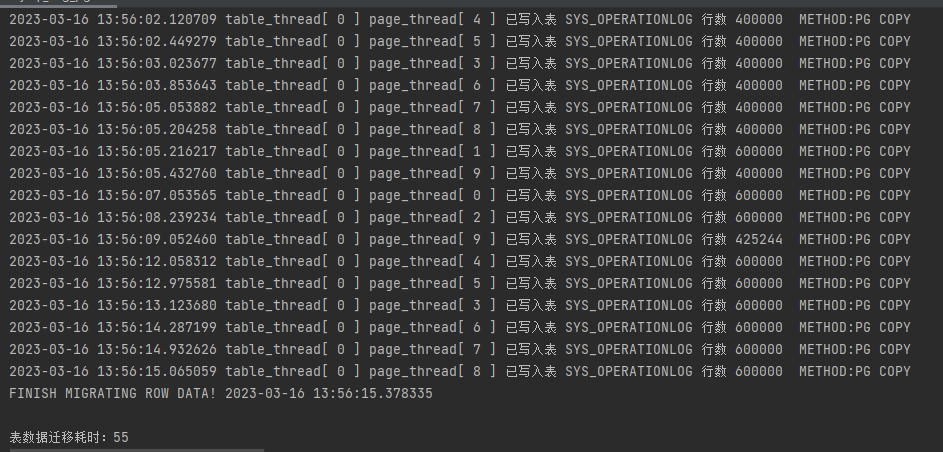 2023-03-16 13:56:02.120709 table_thread[ 0 ] page_thread[ 4 ] 已写入表 SYS_OPERATIONLOG 行数 400000  METHOD:PG COPY
2023-03-16 13:56:02.449279 table_thread[ 0 ] page_thread[ 5 ] 已写入表 SYS_OPERATIONLOG 行数 400000  METHOD:PG COPY
2023-03-16 13:56:03.023677 table_thread[ 0 ] page_thread[ 3 ] 已写入表 SYS_OPERATIONLOG 行数 400000  METHOD:PG COPY
2023-03-16 13:56:03.853643 table_thread[ 0 ] page_thread[ 6 ] 已写入表 SYS_OPERATIONLOG 行数 400000  METHOD:PG COPY
2023-03-16 13:56:05.053882 table_thread[ 0 ] page_thread[ 7 ] 已写入表 SYS_OPERATIONLOG 行数 400000  METHOD:PG COPY
2023-03-16 13:56:05.204258 table_thread[ 0 ] page_thread[ 8 ] 已写入表 SYS_OPERATIONLOG 行数 400000  METHOD:PG COPY
2023-03-16 13:56:05.216217 table_thread[ 0 ] page_thread[ 1 ] 已写入表 SYS_OPERATIONLOG 行数 600000  METHOD:PG COPY
2023-03-16 13:56:05.432760 table_thread[ 0 ] page_thread[ 9 ] 已写入表 SYS_OPERATIONLOG 行数 400000  METHOD:PG COPY
2023-03-16 13:56:07.053565 table_thread[ 0 ] page_thread[ 0 ] 已写入表 SYS_OPERATIONLOG 行数 600000  METHOD:PG COPY
2023-03-16 13:56:08.239234 table_thread[ 0 ] page_thread[ 2 ] 已写入表 SYS_OPERATIONLOG 行数 600000  METHOD:PG COPY
2023-03-16 13:56:09.052460 table_thread[ 0 ] page_thread[ 9 ] 已写入表 SYS_OPERATIONLOG 行数 425244  METHOD:PG COPY
2023-03-16 13:56:12.058312 table_thread[ 0 ] page_thread[ 4 ] 已写入表 SYS_OPERATIONLOG 行数 600000  METHOD:PG COPY
2023-03-16 13:56:12.975581 table_thread[ 0 ] page_thread[ 5 ] 已写入表 SYS_OPERATIONLOG 行数 600000  METHOD:PG COPY
2023-03-16 13:56:13.123680 table_thread[ 0 ] page_thread[ 3 ] 已写入表 SYS_OPERATIONLOG 行数 600000  METHOD:PG COPY
2023-03-16 13:56:14.287199 table_thread[ 0 ] page_thread[ 6 ] 已写入表 SYS_OPERATIONLOG 行数 600000  METHOD:PG COPY
2023-03-16 13:56:14.932626 table_thread[ 0 ] page_thread[ 7 ] 已写入表 SYS_OPERATIONLOG 行数 600000  METHOD:PG COPY
2023-03-16 13:56:15.065059 table_thread[ 0 ] page_thread[ 8 ] 已写入表 SYS_OPERATIONLOG 行数 600000  METHOD:PG COPY
FINISH MIGRATING ROW DATA! 2023-03-16 13:56:15.378335
表数据迁移耗时：55